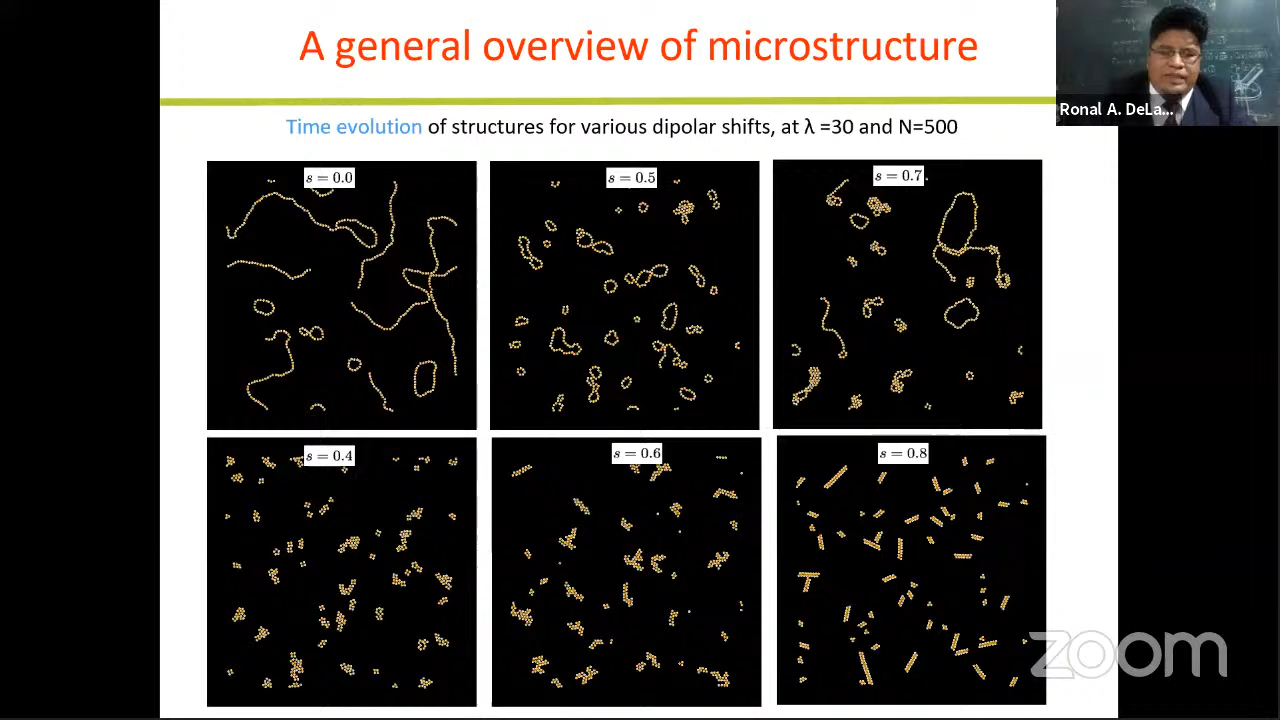 A general overview of microstructure
Ronal A. DeLa...
Time evolution of structures for various dipolar shifts, at λ =30 and N=500
s = 0.0
s = 0.5
s = 0.7
s = 0.4
s = 0.6
s = 0.8
zoom